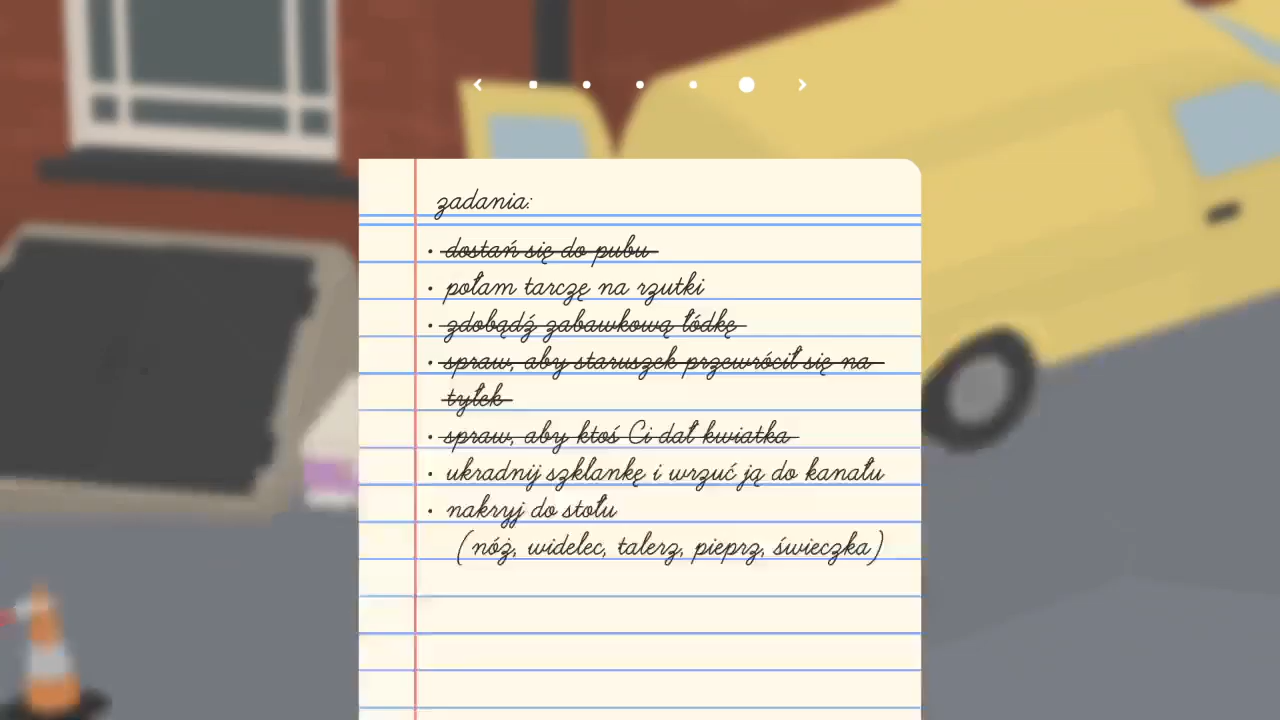 zadania:
• dostań się do pubu
• połam tarczę na rzutki
• zdobądź zabawkową łódkę
• spraw, aby staruszek przewrócił się na
tyłek
• spraw, aby ktoś Ci dał kwiatka
• ukradnij szklankę i wrzuć ją do kanału
• nakryj do stołu
(nóż, widelec, talerz, pieprz, świeczka)